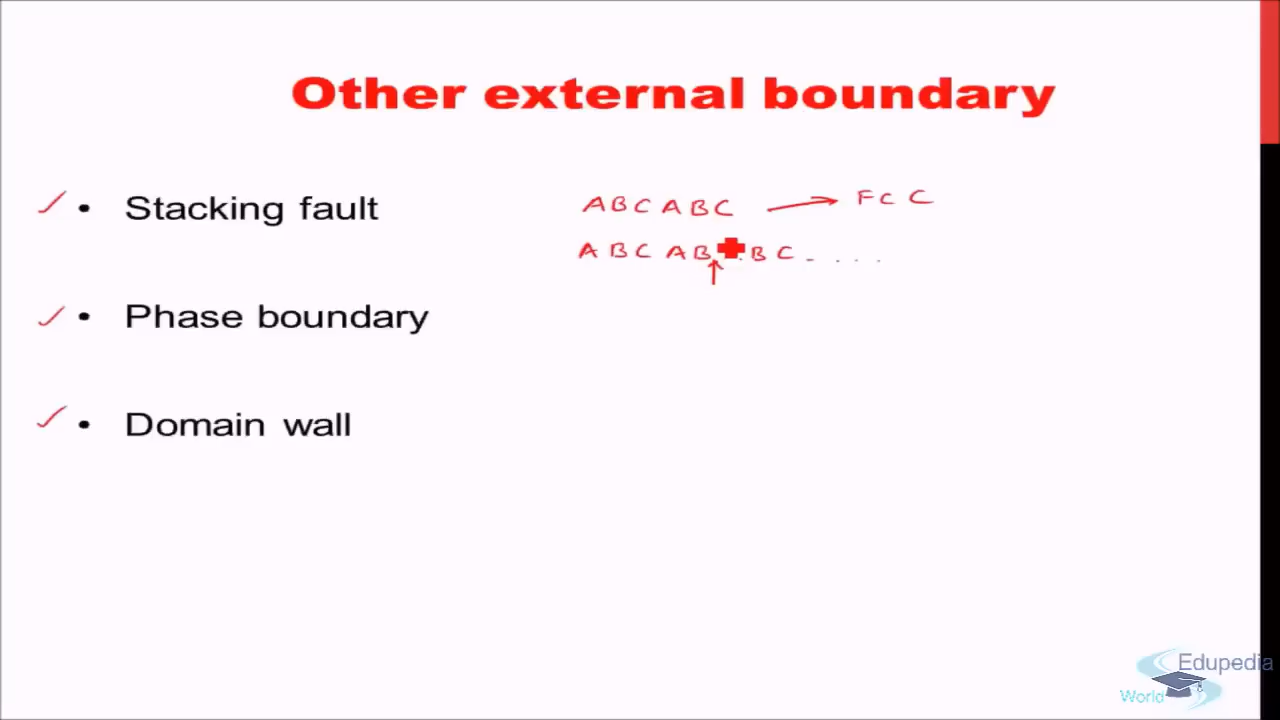 Other external boundary
• Stacking fault
ABCABC → FCC
ABCAB BC - . . . .
• Phase boundary
• Domain wall
Edupedia
World